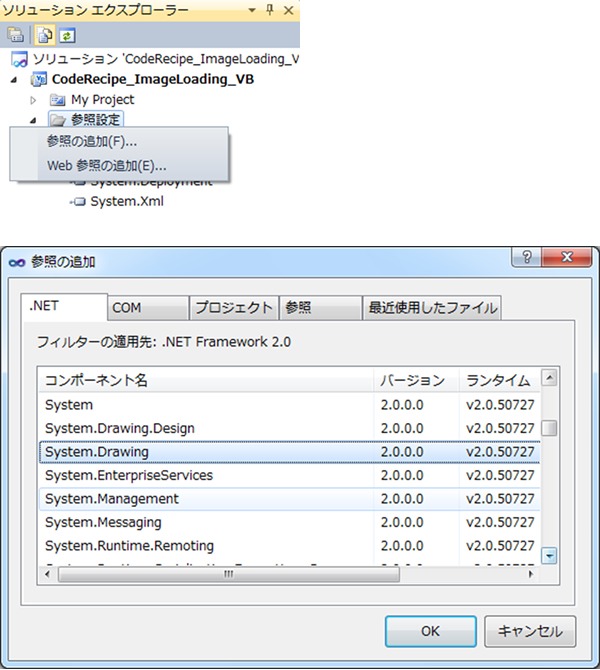 ソリューション エクスプローラー
ソリューション 'CodeRecipe_ImageLoading_V
CodeRecipe_ImageLoading_VB
My Project
参照設定
参照の追加(F)...
Web 参照の追加(E)...
System.Deployment
System.Xml
参照の追加
.NET COM プロジェクト 参照 最近使用したファイル
フィルターの適用先: .NET Framework 2.0
コンポーネント名 バージョン ランタイム
System 2.0.0.0 v2.0.50727
System.Drawing.Design 2.0.0.0 v2.0.50727
System.Drawing 2.0.0.0 v2.0.50727
System.EnterpriseServices 2.0.0.0 v2.0.50727
System.Management 2.0.0.0 v2.0.50727
System.Messaging 2.0.0.0 v2.0.50727
System.Runtime.Remoting 2.0.0.0 v2.0.50727
OK キャンセル